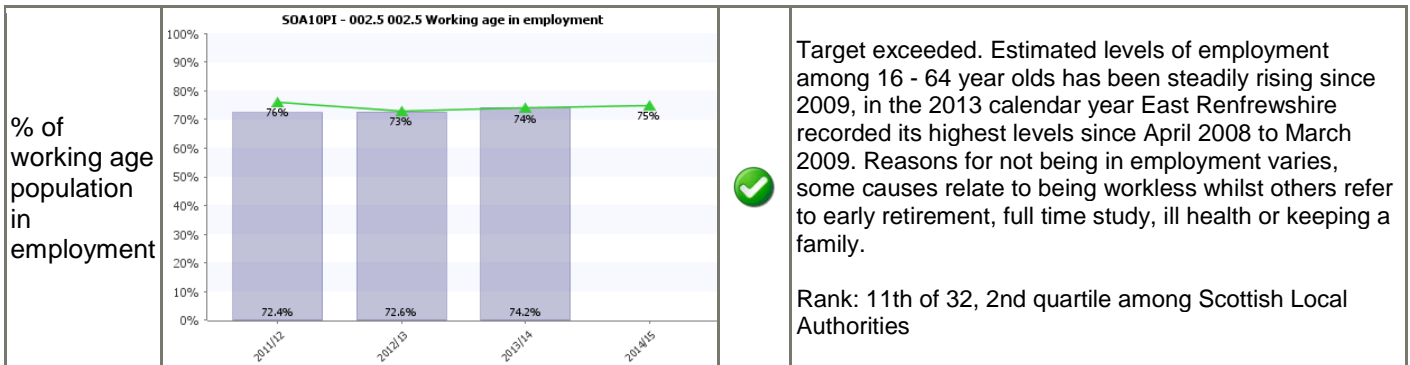 % of
working age
population
in
employment
SOA10PI - 002.5 002.5 Working age in employment
100%
90%
80%
70%
60%
50%
40%
30%
20%
10%
0%
76%
73%
74%
75%
72.4%
72.6%
74.2%
2011/12
2012/13
2013/14
2014/15
Target exceeded. Estimated levels of employment
among 16 - 64 year olds has been steadily rising since
2009, in the 2013 calendar year East Renfrewshire
recorded its highest levels since April 2008 to March
2009. Reasons for not being in employment varies,
some causes relate to being workless whilst others refer
to early retirement, full time study, ill health or keeping a
family.
Rank: 11th of 32, 2nd quartile among Scottish Local
Authorities